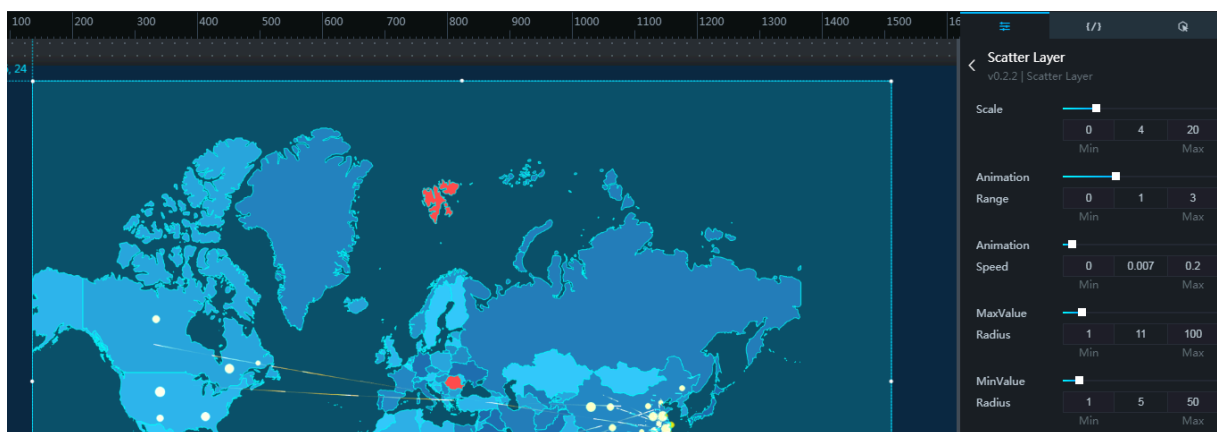 100 200 300 400 500 600 700 800 900 1000 1100 1200 1300 1400 1500
{/}
, 24
Scatter Layer
v0.2.2 | Scatter Layer
Scale
0 4 20
Min Max
Animation
Range 0 1 3
Min Max
Animation
Speed 0 0.007 0.2
Min Max
MaxValue
Radius 1 11 100
Min Max
MinValue
Radius 1 5 50
Min Max